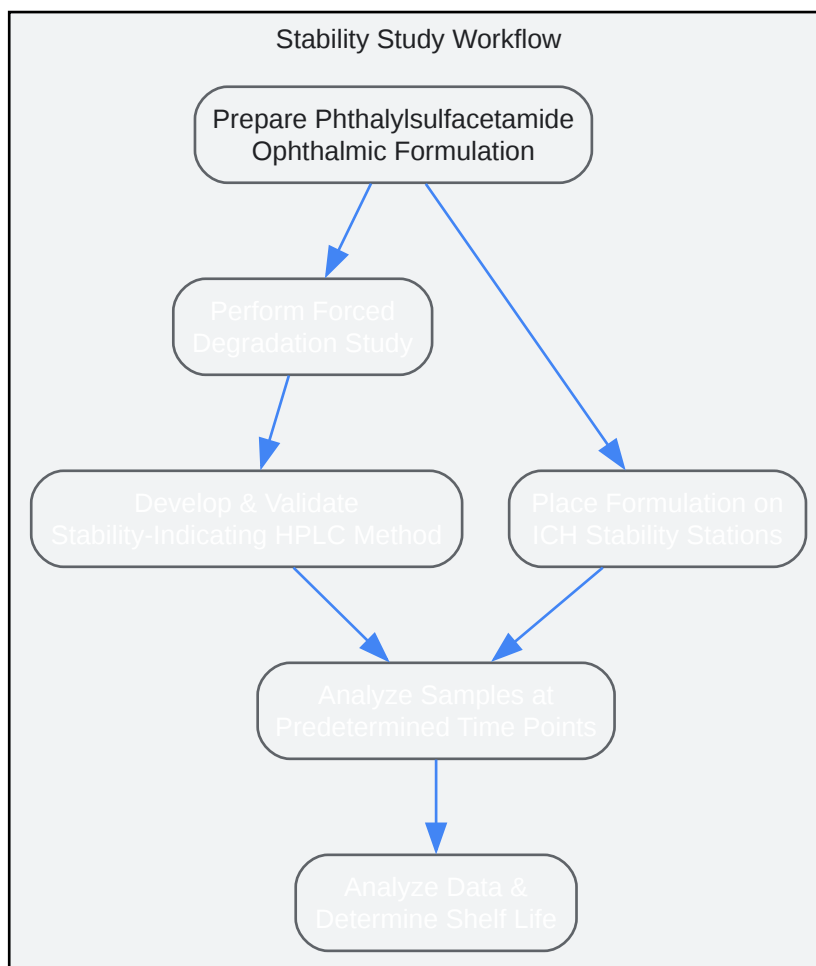 Stability Study Workflow
Prepare Phthalylsulfacetamide
Ophthalmic Formulation
Perform Forced
Degradation Study
Develop & Validate
Stability-Indicating HPLC Method
Place Formulation on
ICH Stability Stations
Analyze Samples at
Predetermined Time Points
Analyze Data &
Determine Shelf Life